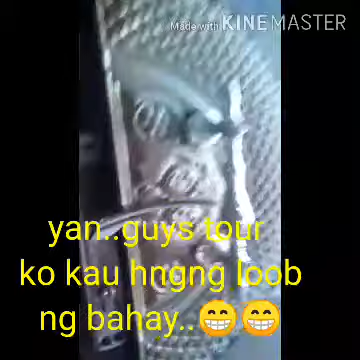 Made with KINEMASTER
yan..guys tour
ko kau hngng loob
ng bahay..😁😁